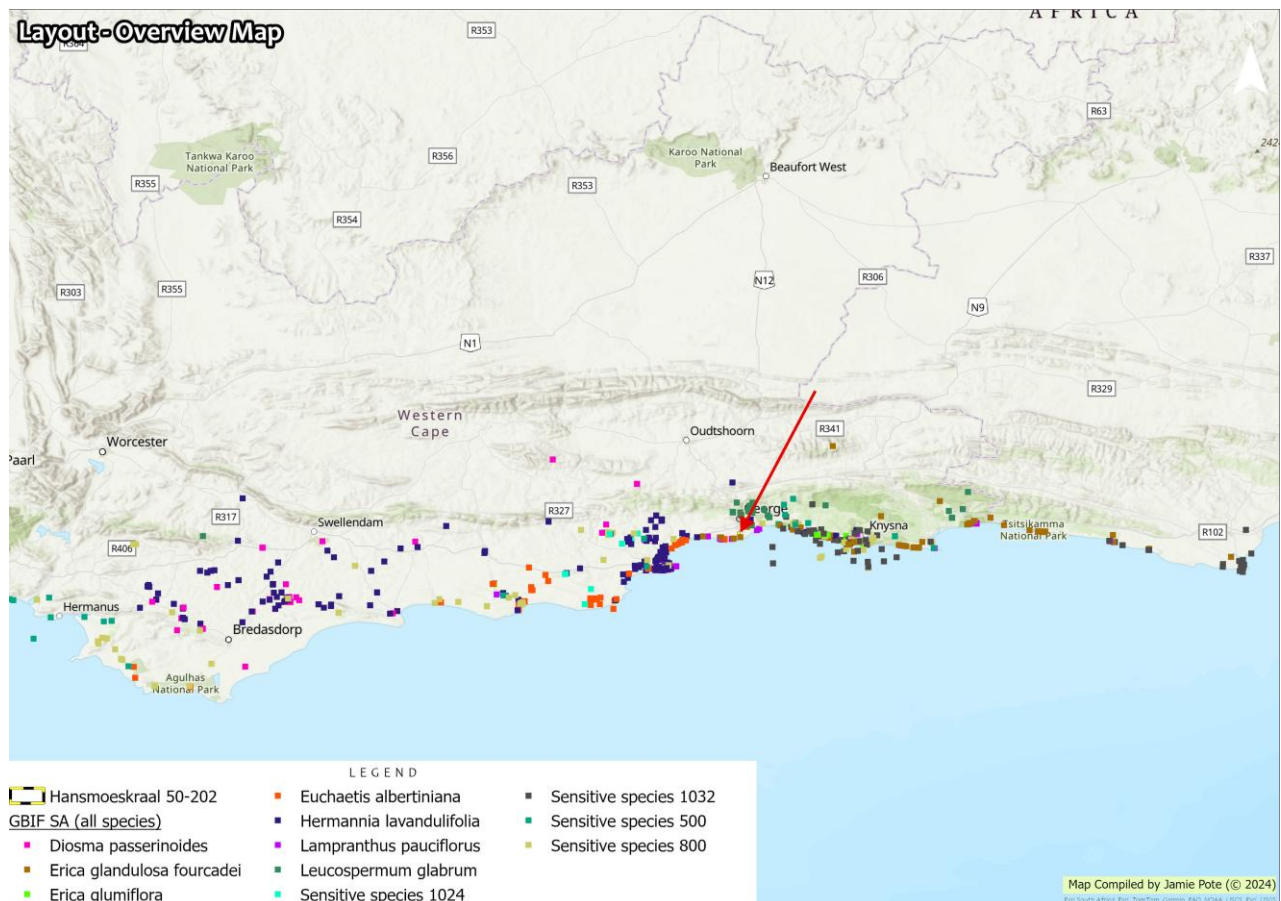 Layout - Overview Map
AFRICA
R364
R353
R63
Tankwa Karoo
National Park
R356
Karoo National
Park
Beaufort West
R355
R353
R354
R337
R303
R355
N12
R306
N9
N1
R329
Western
Cape
Worcester
Oudtshoorn
R341
Paarl
R317
Swellendam
R327
George
Knysna
Tsitsikamma
National Park
R102
R406
Hermanus
Bredasdorp
Agulhas
National Park
LEGEND
Hansmoeskraal 50-202
GBIF SA (all species)
Diosma passerinoides
Erica glandulosa fourcadei
Erica glumiflora
Euchaetis albertiniana
Hermannia lavandulifolia
Lampranthus pauciflorus
Leucospermum glabrum
Sensitive species 1024
Sensitive species 1032
Sensitive species 500
Sensitive species 800
Map Compiled by Jamie Pote (© 2024)